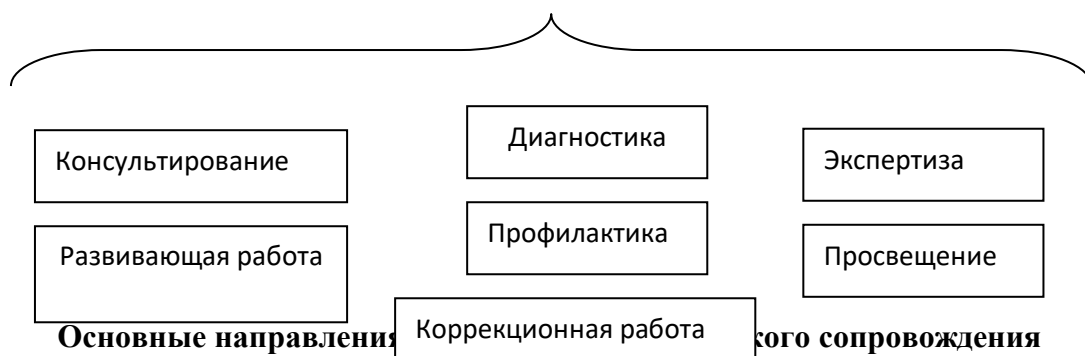 Консультирование
Диагностика
Экспертиза
Развивающая работа
Профилактика
Просвещение
Коррекционная работа
Основные направления кого сопровождения